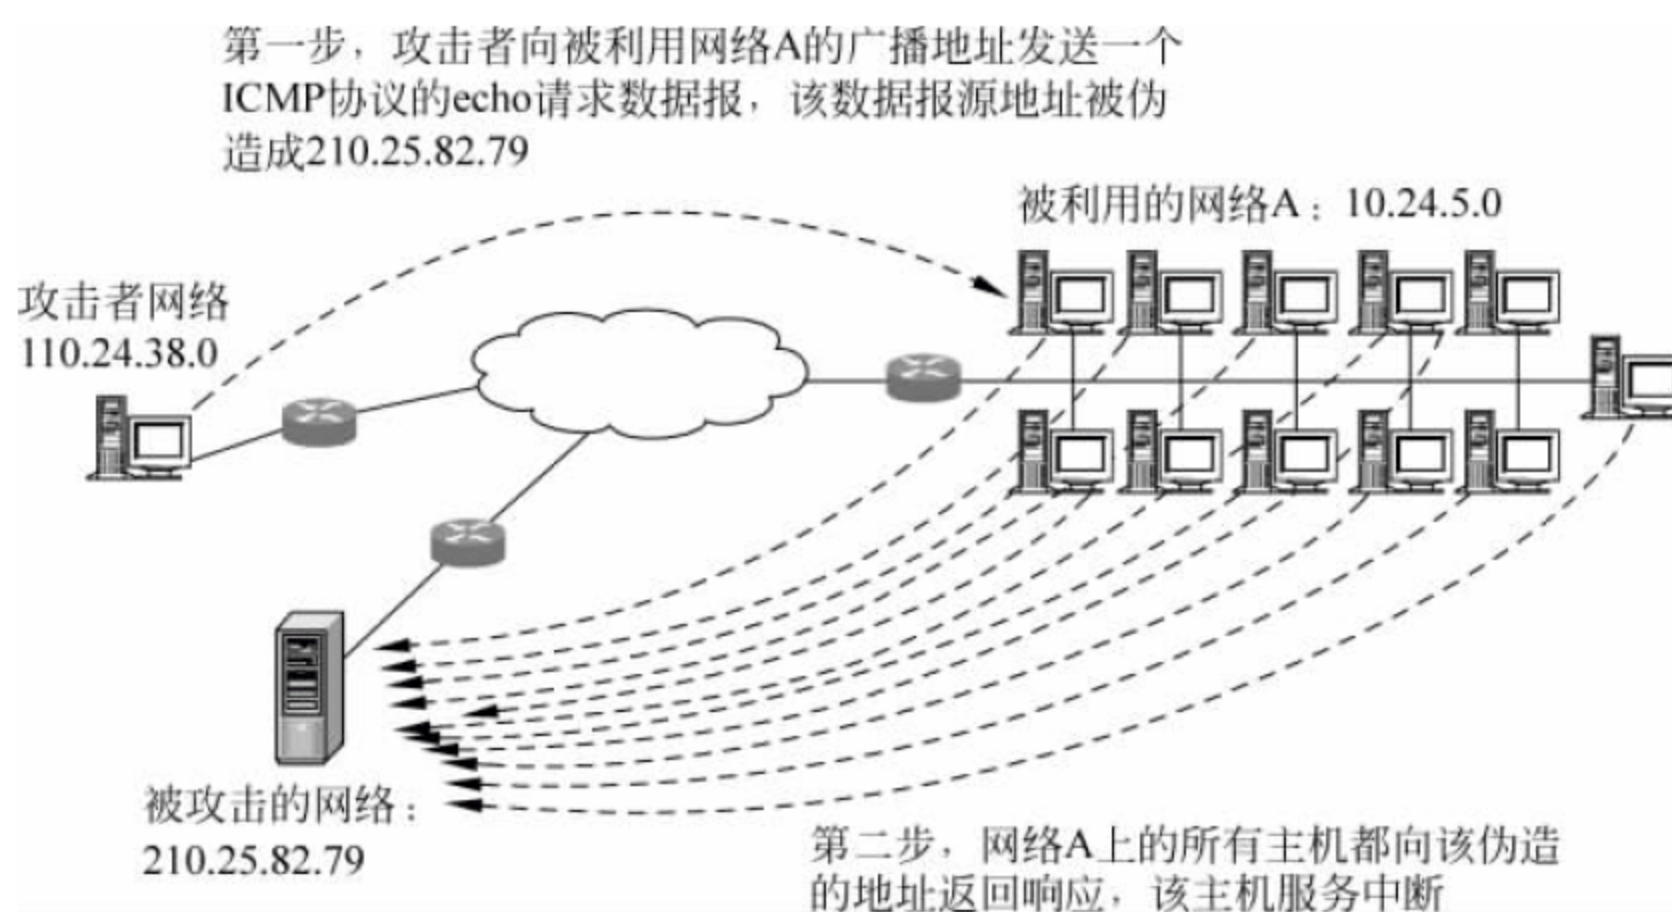 第一步，攻击者向被利用网络A的广播地址发送一个
ICMP协议的echo请求数据报，该数据报源地址被伪
造成210.25.82.79
被利用的网络A：10.24.5.0
攻击者网络
110.24.38.0
被攻击的网络：
210.25.82.79
第二步，网络A上的所有主机都向该伪造
的地址返回响应，该主机服务中断